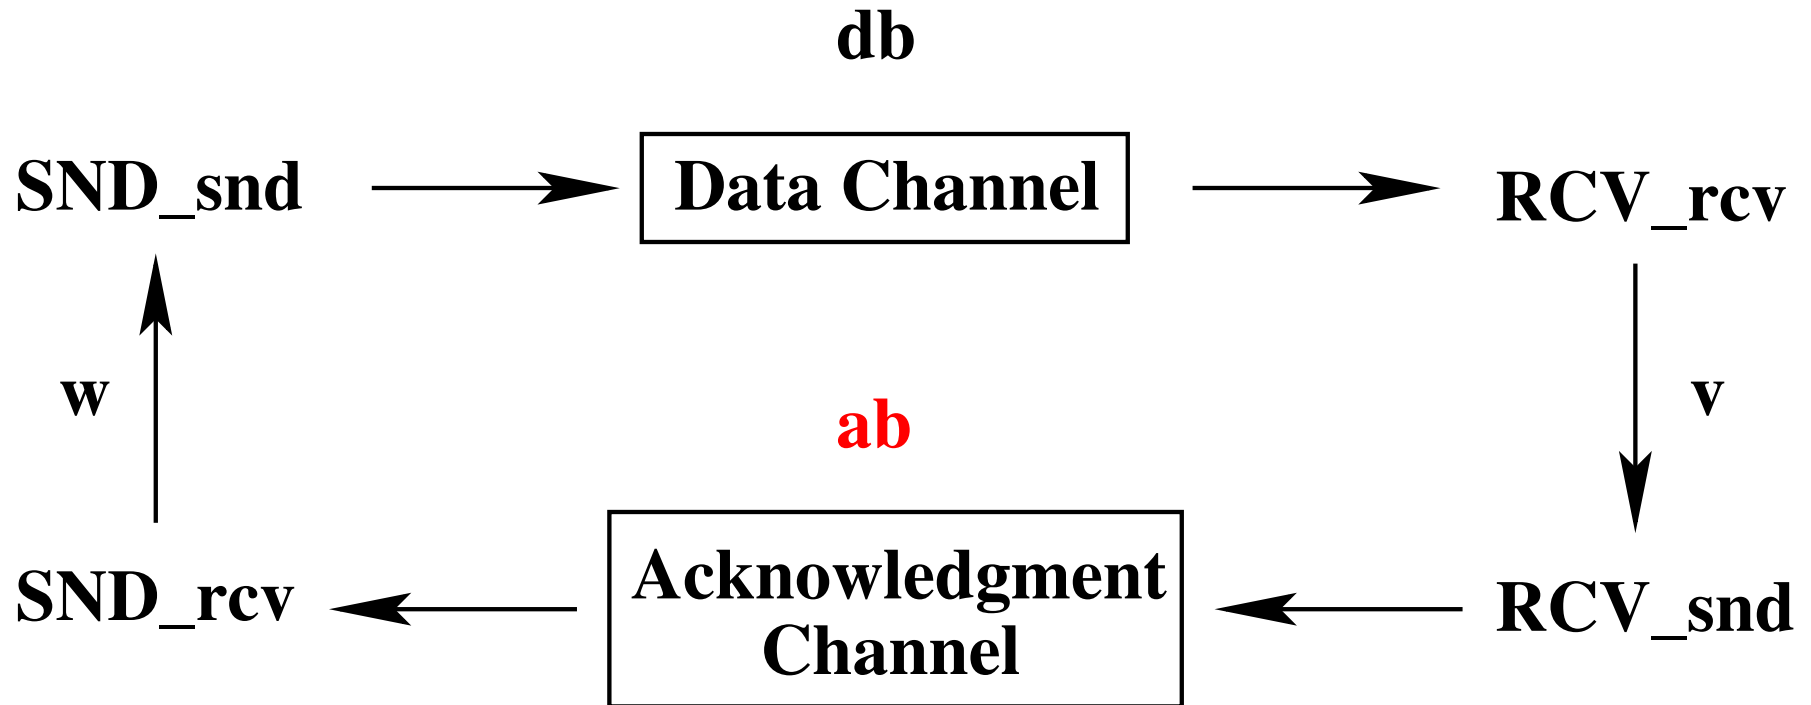 db
SND_snd
Data Channel
RCV_rcv
w
ab
v
SND_rcv
Acknowledgment
Channel
RCV_snd